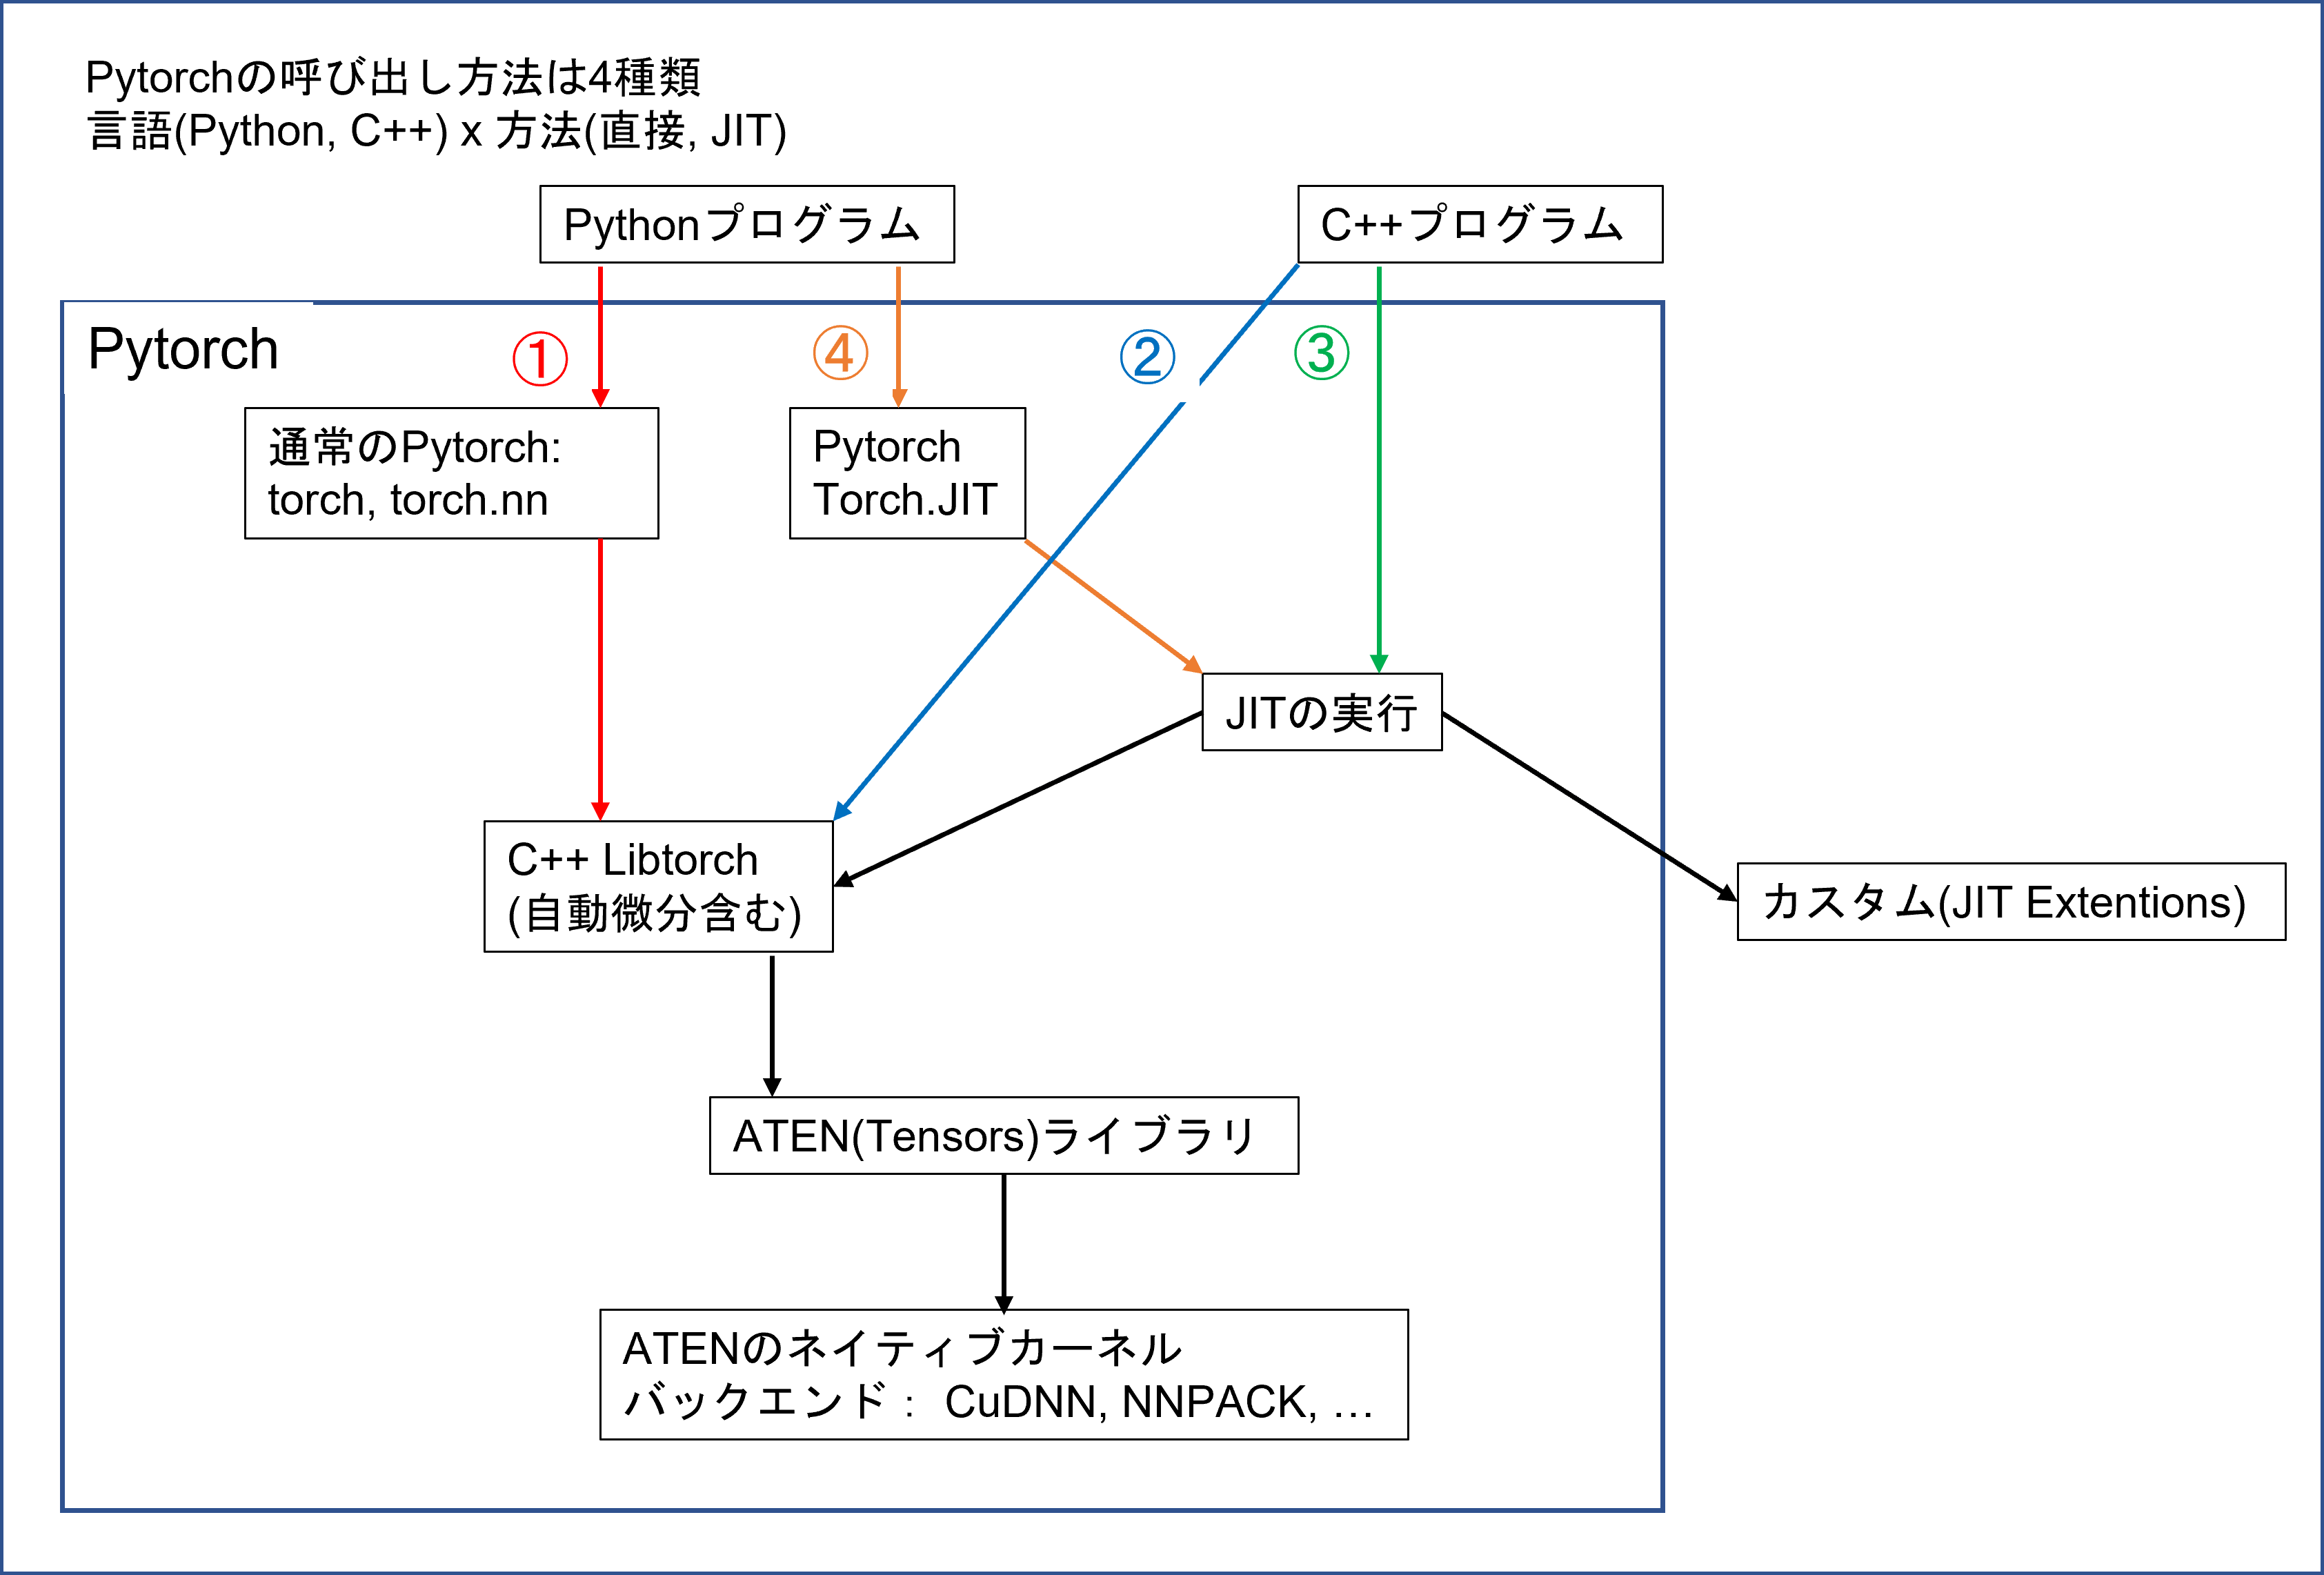 Pytorchの呼び出し方法は4種類
言語(Python, C++) x 方法(直接, JIT)
Pythonプログラム
C++プログラム
Pytorch
①
④
②
③
通常のPytorch:
torch, torch.nn
Pytorch
Torch.JIT
JITの実行
C++ Libtorch
(自動微分含む)
カスタム(JIT Extentions)
ATEN(Tensors)ライブラリ
ATENのネイティブカーネル
バックエンド： CuDNN, NNPACK, …